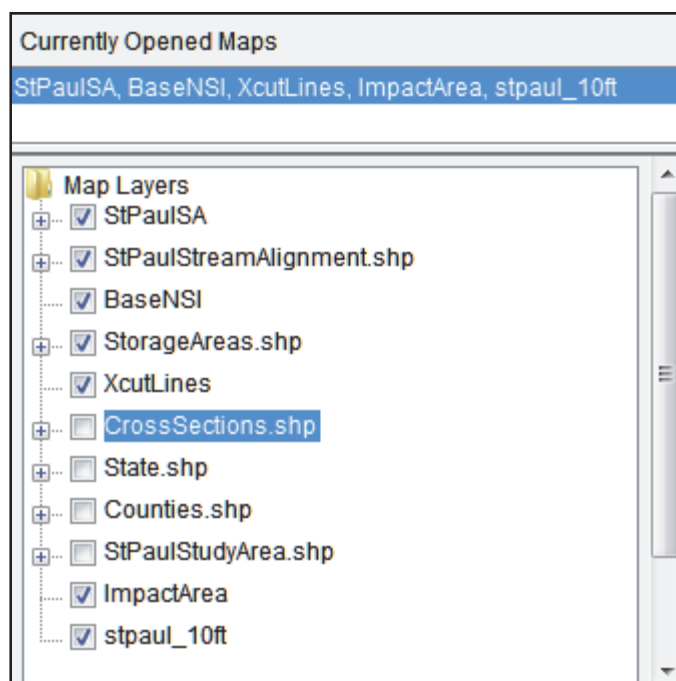 Currently Opened Maps
StPaulSA, BaseNSI, XcutLines, ImpactArea, stpaul_10ft
Map Layers
StPaulSA
StPaulStreamAlignment.shp
BaseNSI
StorageAreas.shp
XcutLines
CrossSections.shp
State.shp
Counties.shp
StPaulStudyArea.shp
ImpactArea
stpaul_10ft